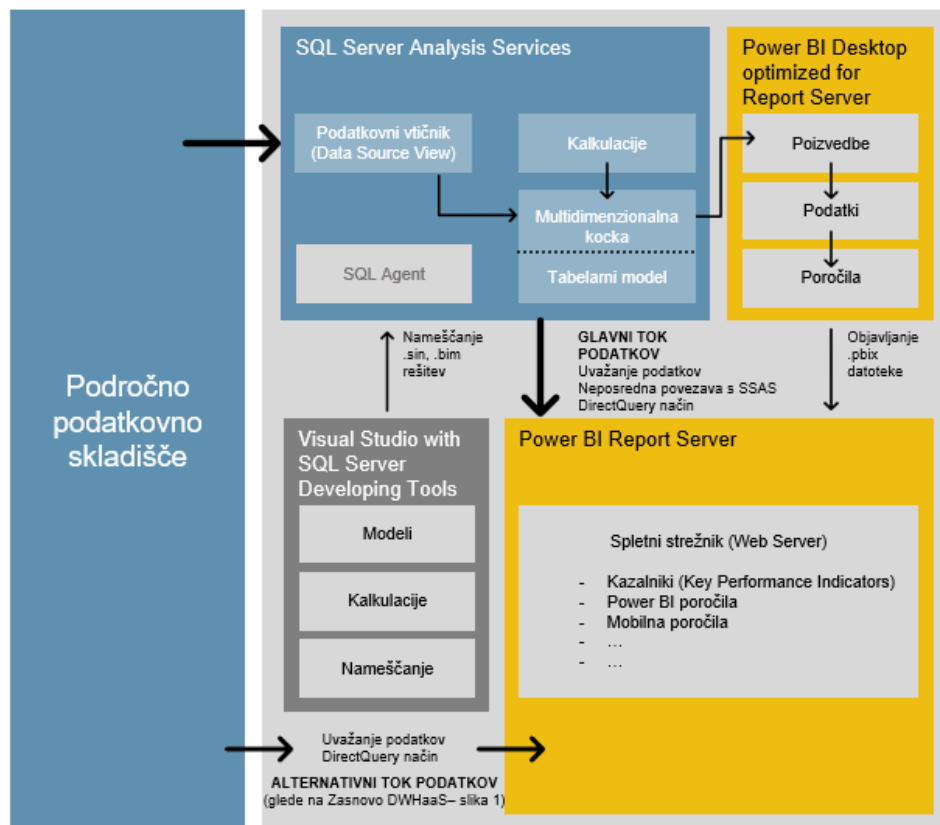 Področno
podatkovno
skladišče
SQL Server Analysis Services
Podatkovni vtičnik
(Data Source View)
Kalkulacije
Multidimenzionalna
kocka
Tabelarni model
SQL Agent
Power BI Desktop
optimized for
Report Server
Poizvedbe
Podatki
Poročila
Nameščanje
.sin, .bim
rešitev
GLAVNI TOK
PODATKOV
Uvažanje podatkov
Neposredna povezava s SSAS
DirectQuery način
Objavljanje
.pbix
datoteke
Visual Studio with
SQL Server
Developing Tools
Modeli
Kalkulacije
Nameščanje
Power BI Report Server
Spletni strežnik (Web Server)
- Kazalniki (Key Performance Indicators)
- Power BI poročila
- Mobilna poročila
- ...
- ...
Uvažanje podatkov
DirectQuery način
ALTERNATIVNI TOK PODATKOV
(glede na Zasnovo DWHaaS– slika 1)